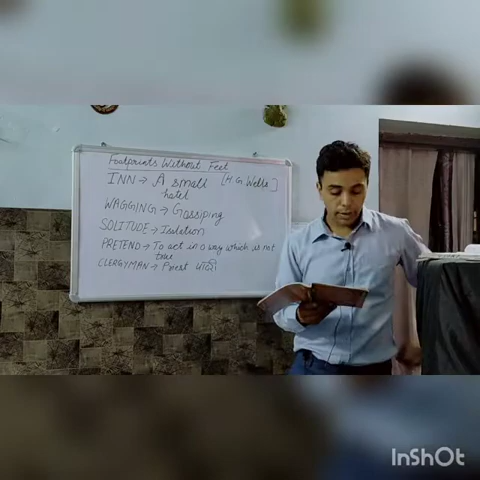 Footprints Without Feet
INN → A small [H.G. Wells]
hotel
WAGGING → Gossiping
SOLITUDE → Isolation
PRETEND → To act in a way which is not
true
CLERGYMAN → Priest पादरी
InShOt